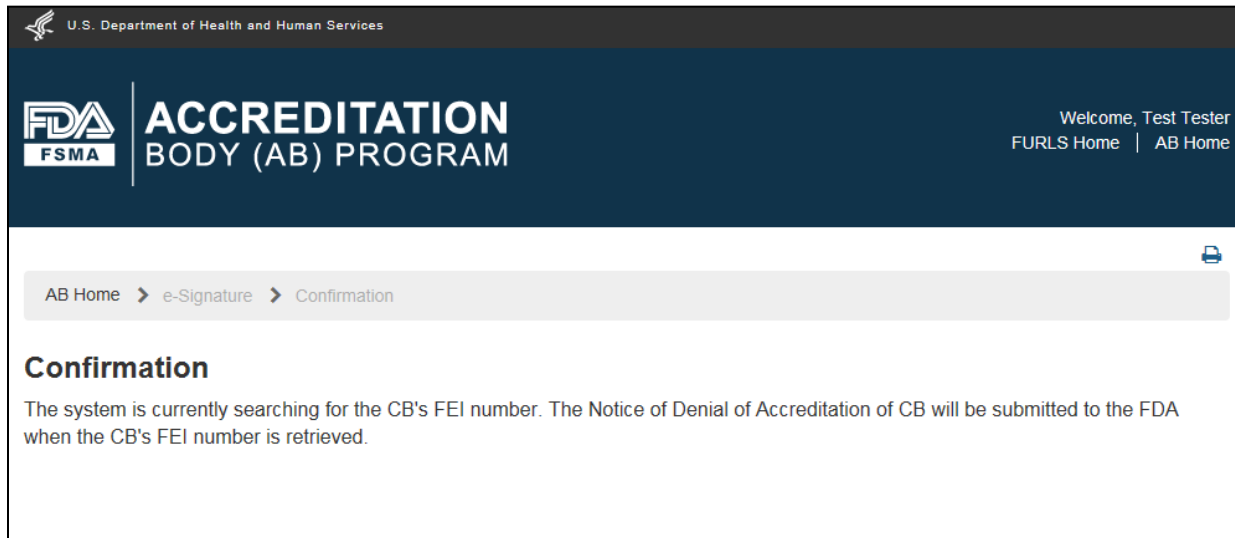 U.S. Department of Health and Human Services
FDA
FSMA
ACCREDITATION
BODY (AB) PROGRAM
Welcome, Test Tester
FURLS Home | AB Home
AB Home > e-Signature > Confirmation
Confirmation
The system is currently searching for the CB's FEI number. The Notice of Denial of Accreditation of CB will be submitted to the FDA
when the CB's FEI number is retrieved.